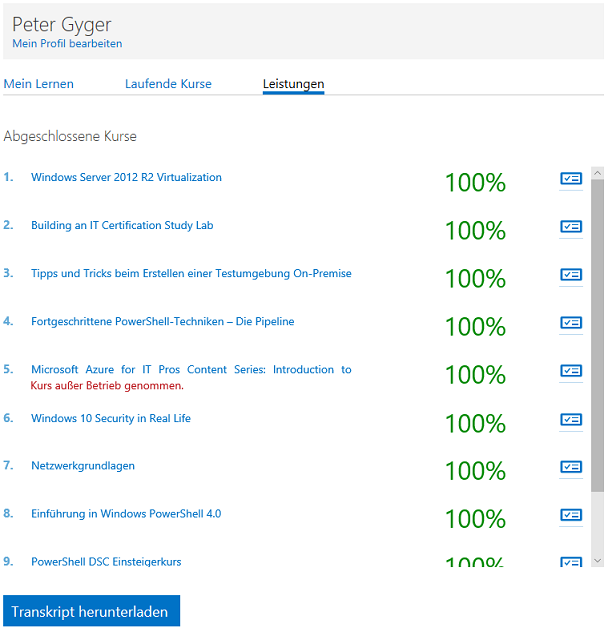 Peter Gyger
Mein Profil bearbeiten
Mein Lernen Laufende Kurse Leistungen
Abgeschlossene Kurse
1. Windows Server 2012 R2 Virtualization 100%
2. Building an IT Certification Study Lab 100%
3. Tipps und Tricks beim Erstellen einer Testumgebung On-Premise 100%
4. Fortgeschrittene PowerShell-Techniken – Die Pipeline 100%
5. Microsoft Azure for IT Pros Content Series: Introduction to 100%
Kurs außer Betrieb genommen.
6. Windows 10 Security in Real Life 100%
7. Netzwerkgrundlagen 100%
8. Einführung in Windows PowerShell 4.0 100%
9. PowerShell DSC Einsteigerkurs 100%
Transkript herunterladen